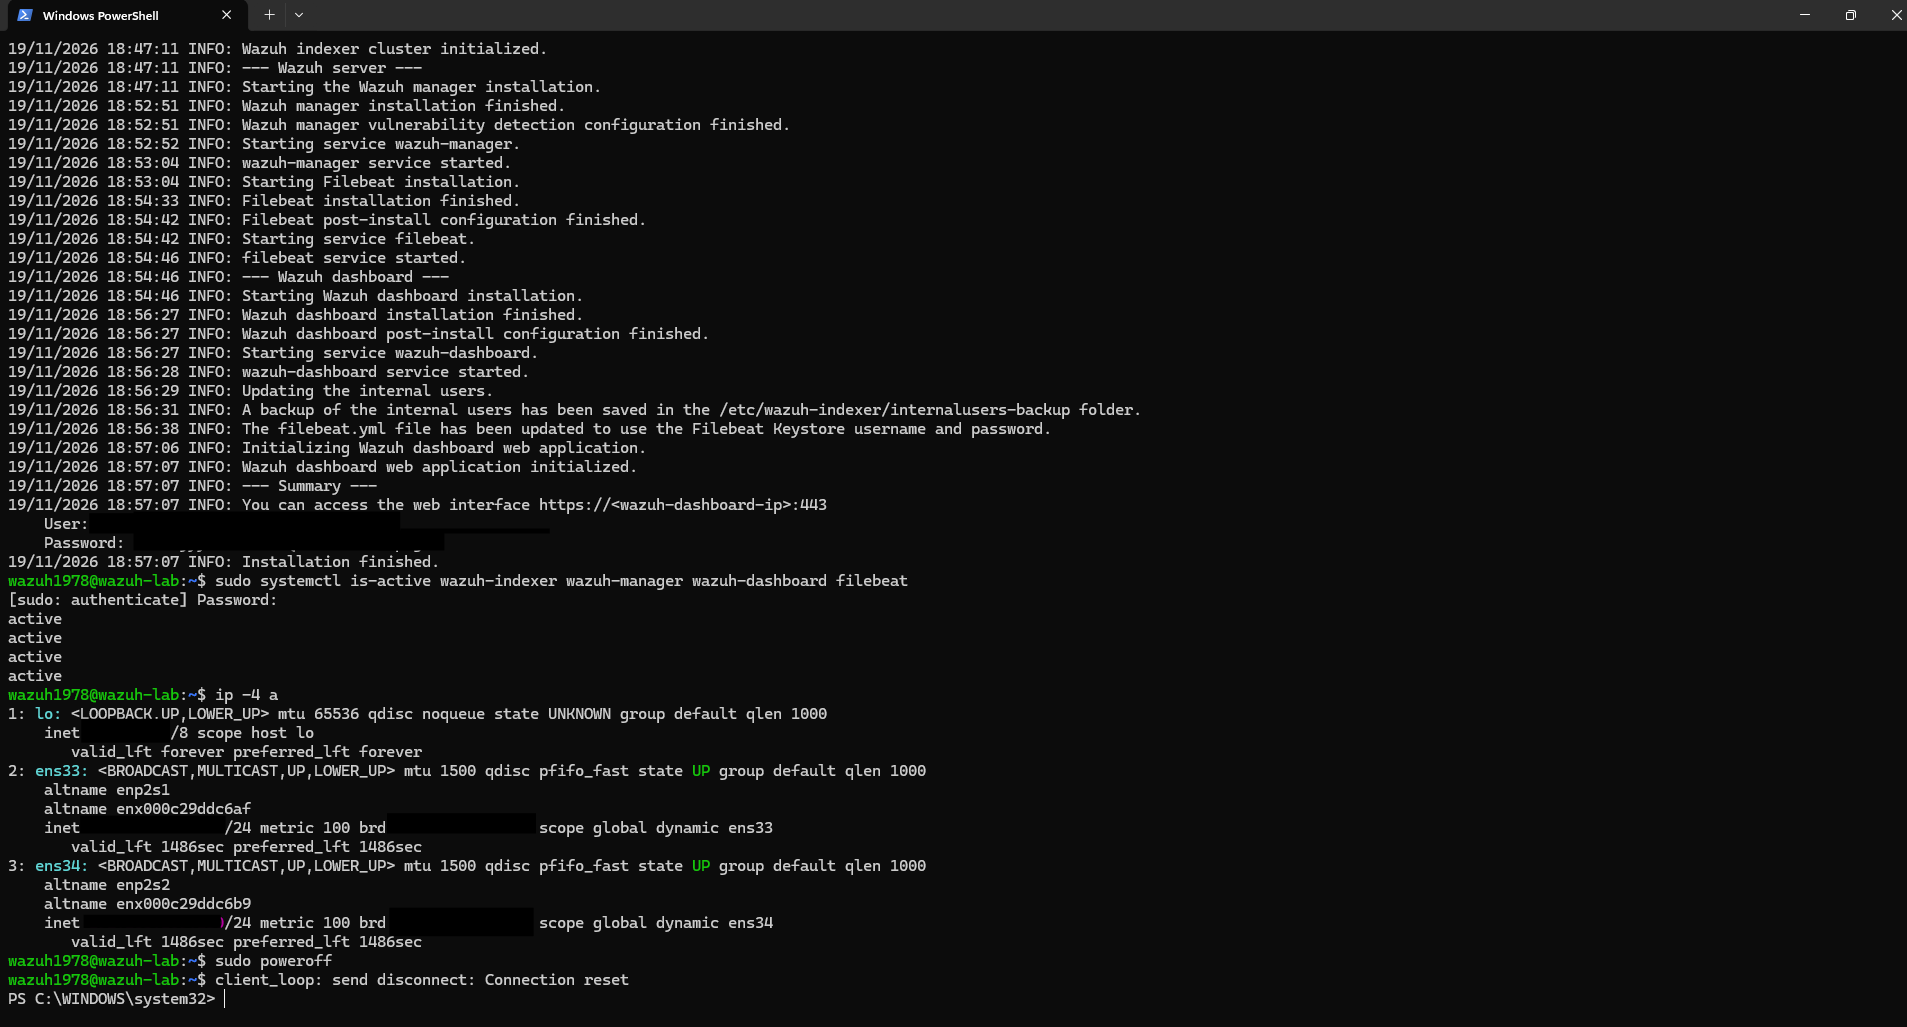 Windows PowerShell
19/11/2026 18:47:11 INFO: Wazuh indexer cluster initialized.
19/11/2026 18:47:11 INFO: --- Wazuh server ---
19/11/2026 18:47:11 INFO: Starting the Wazuh manager installation.
19/11/2026 18:52:51 INFO: Wazuh manager installation finished.
19/11/2026 18:52:51 INFO: Wazuh manager vulnerability detection configuration finished.
19/11/2026 18:52:52 INFO: Starting service wazuh-manager.
19/11/2026 18:53:04 INFO: wazuh-manager service started.
19/11/2026 18:53:04 INFO: Starting Filebeat installation.
19/11/2026 18:54:33 INFO: Filebeat installation finished.
19/11/2026 18:54:42 INFO: Filebeat post-install configuration finished.
19/11/2026 18:54:42 INFO: Starting service filebeat.
19/11/2026 18:54:46 INFO: filebeat service started.
19/11/2026 18:54:46 INFO: --- Wazuh dashboard ---
19/11/2026 18:54:46 INFO: Starting Wazuh dashboard installation.
19/11/2026 18:56:27 INFO: Wazuh dashboard installation finished.
19/11/2026 18:56:27 INFO: Wazuh dashboard post-install configuration finished.
19/11/2026 18:56:27 INFO: Starting service wazuh-dashboard.
19/11/2026 18:56:28 INFO: wazuh-dashboard service started.
19/11/2026 18:56:29 INFO: Updating the internal users.
19/11/2026 18:56:31 INFO: A backup of the internal users has been saved in the /etc/wazuh-indexer/internalusers-backup folder.
19/11/2026 18:56:38 INFO: The filebeat.yml file has been updated to use the Filebeat Keystore username and password.
19/11/2026 18:57:06 INFO: Initializing Wazuh dashboard web application.
19/11/2026 18:57:07 INFO: Wazuh dashboard web application initialized.
19/11/2026 18:57:07 INFO: --- Summary ---
19/11/2026 18:57:07 INFO: You can access the web interface https://<wazuh-dashboard-ip>:443
User:
Password:
19/11/2026 18:57:07 INFO: Installation finished.
wazuh1978@wazuh-lab:~$ sudo systemctl is-active wazuh-indexer wazuh-manager wazuh-dashboard filebeat
[sudo: authenticate] Password:
active
active
active
active
wazuh1978@wazuh-lab:~$ ip -4 a
1: lo: <LOOPBACK,UP,LOWER_UP> mtu 65536 qdisc noqueue state UNKNOWN group default qlen 1000
inet /8 scope host lo
valid_lft forever preferred_lft forever
2: ens33: <BROADCAST,MULTICAST,UP,LOWER_UP> mtu 1500 qdisc pfifo_fast state UP group default qlen 1000
altname enp2s1
altname enx000c29ddc6af
inet /24 metric 100 brd scope global dynamic ens33
valid_lft 1486sec preferred_lft 1486sec
3: ens34: <BROADCAST,MULTICAST,UP,LOWER_UP> mtu 1500 qdisc pfifo_fast state UP group default qlen 1000
altname enp2s2
altname enx000c29ddc6b9
inet /24 metric 100 brd scope global dynamic ens34
valid_lft 1486sec preferred_lft 1486sec
wazuh1978@wazuh-lab:~$ sudo poweroff
wazuh1978@wazuh-lab:~$ client_loop: send disconnect: Connection reset
PS C:\WINDOWS\system32>